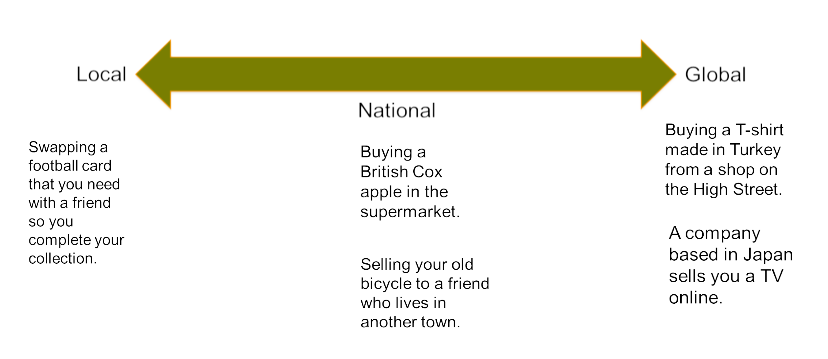 Local
Global
National
Swapping a
football card
that you need
with a friend
so you
complete your
collection.
Buying a
British Cox
apple in the
supermarket.
Selling your old
bicycle to a friend
who lives in
another town.
Buying a T-shirt
made in Turkey
from a shop on
the High Street.
A company
based in Japan
sells you a TV
online.